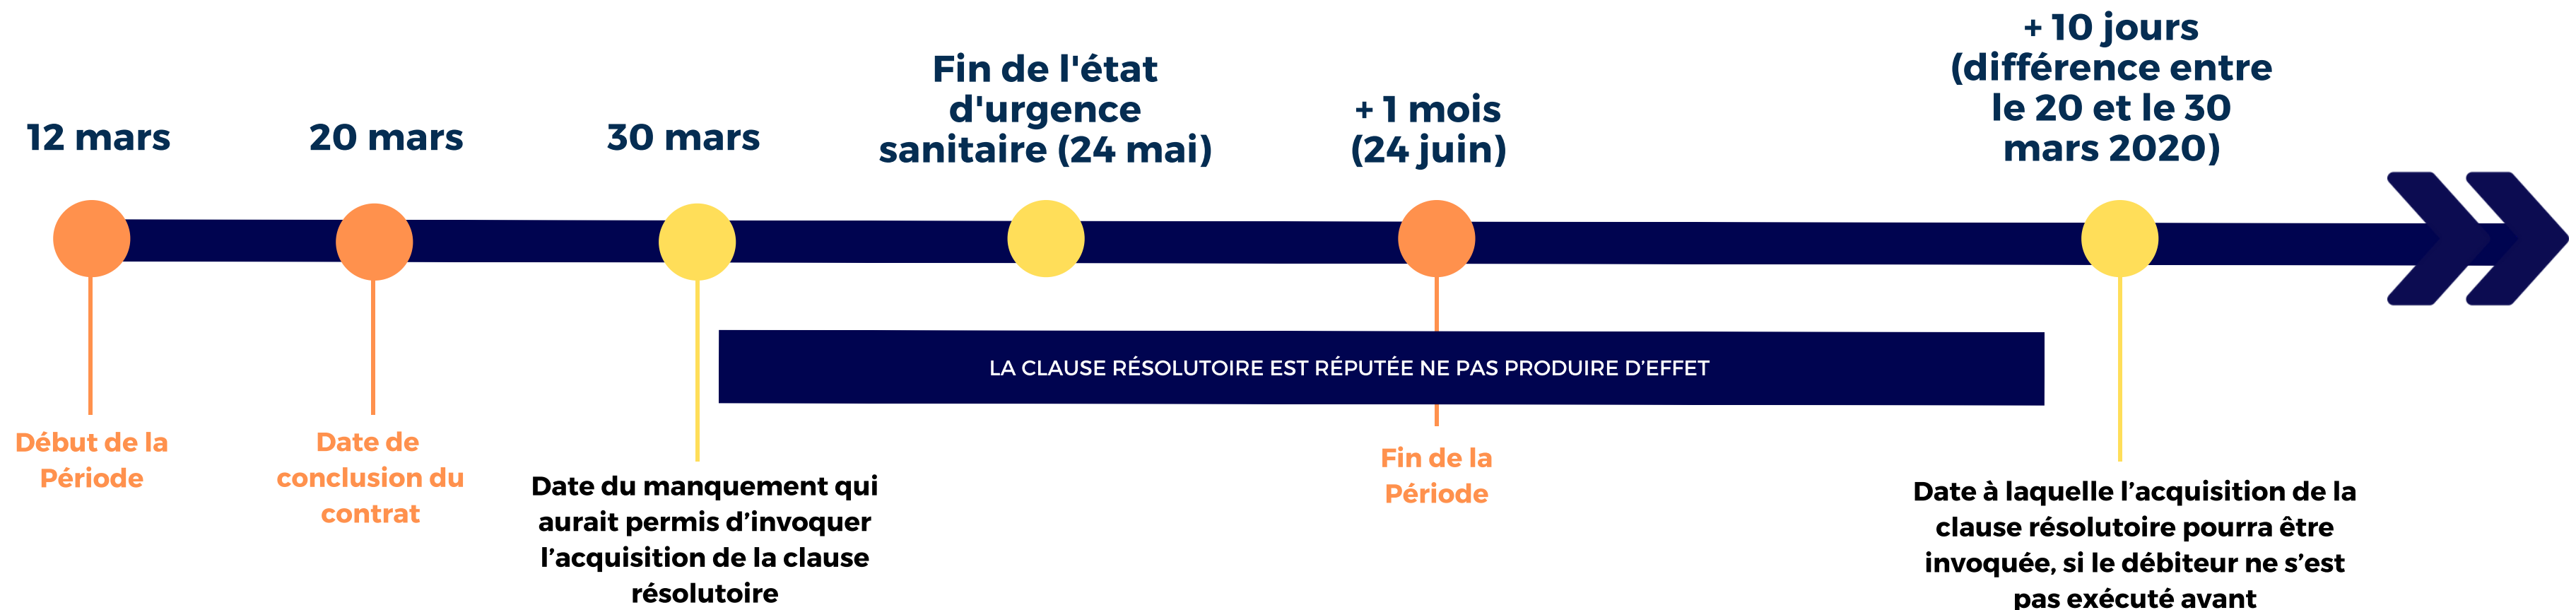 12 mars
20 mars
30 mars
Fin de l'état
d'urgence
sanitaire (24 mai)
+ 1 mois
(24 juin)
+ 10 jours
(différence entre
le 20 et le 30
mars 2020)
LA CLAUSE RÉSOLUTOIRE EST RÉPUTÉE NE PAS PRODUIRE D’EFFET
Début de la
Période
Date de
conclusion du
contrat
Date du manquement qui
aurait permis d’invoquer
l’acquisition de la clause
résolutoire
Fin de la
Période
Date à laquelle l’acquisition de la
clause résolutoire pourra être
invoquée, si le débiteur ne s’est
pas exécuté avant